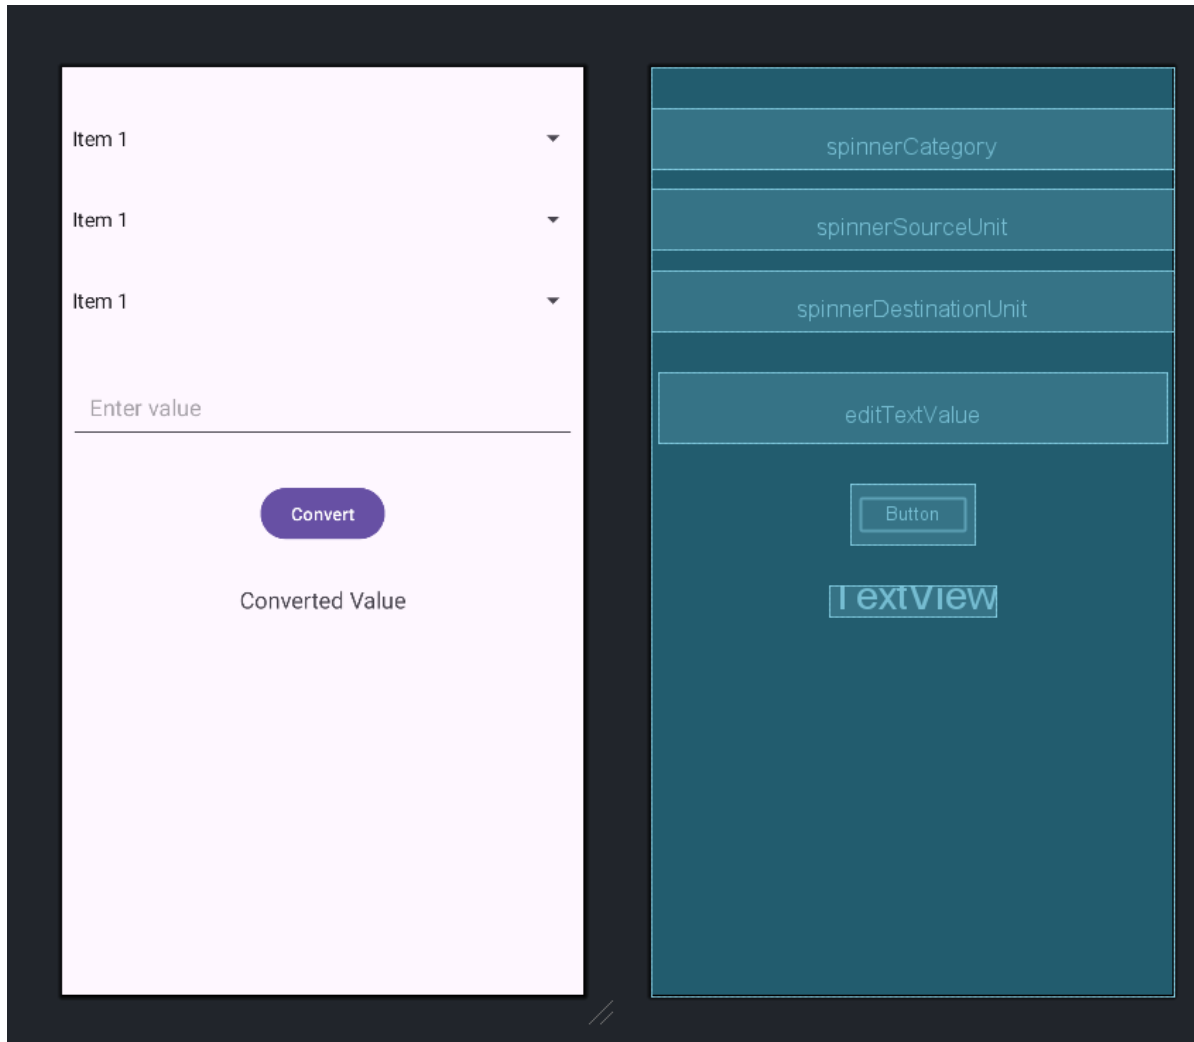 Item 1
Item 1
Item 1
Enter value
Convert
Converted Value
spinnerCategory
spinnerSourceUnit
spinnerDestinationUnit
editTextValue
Button
TextView